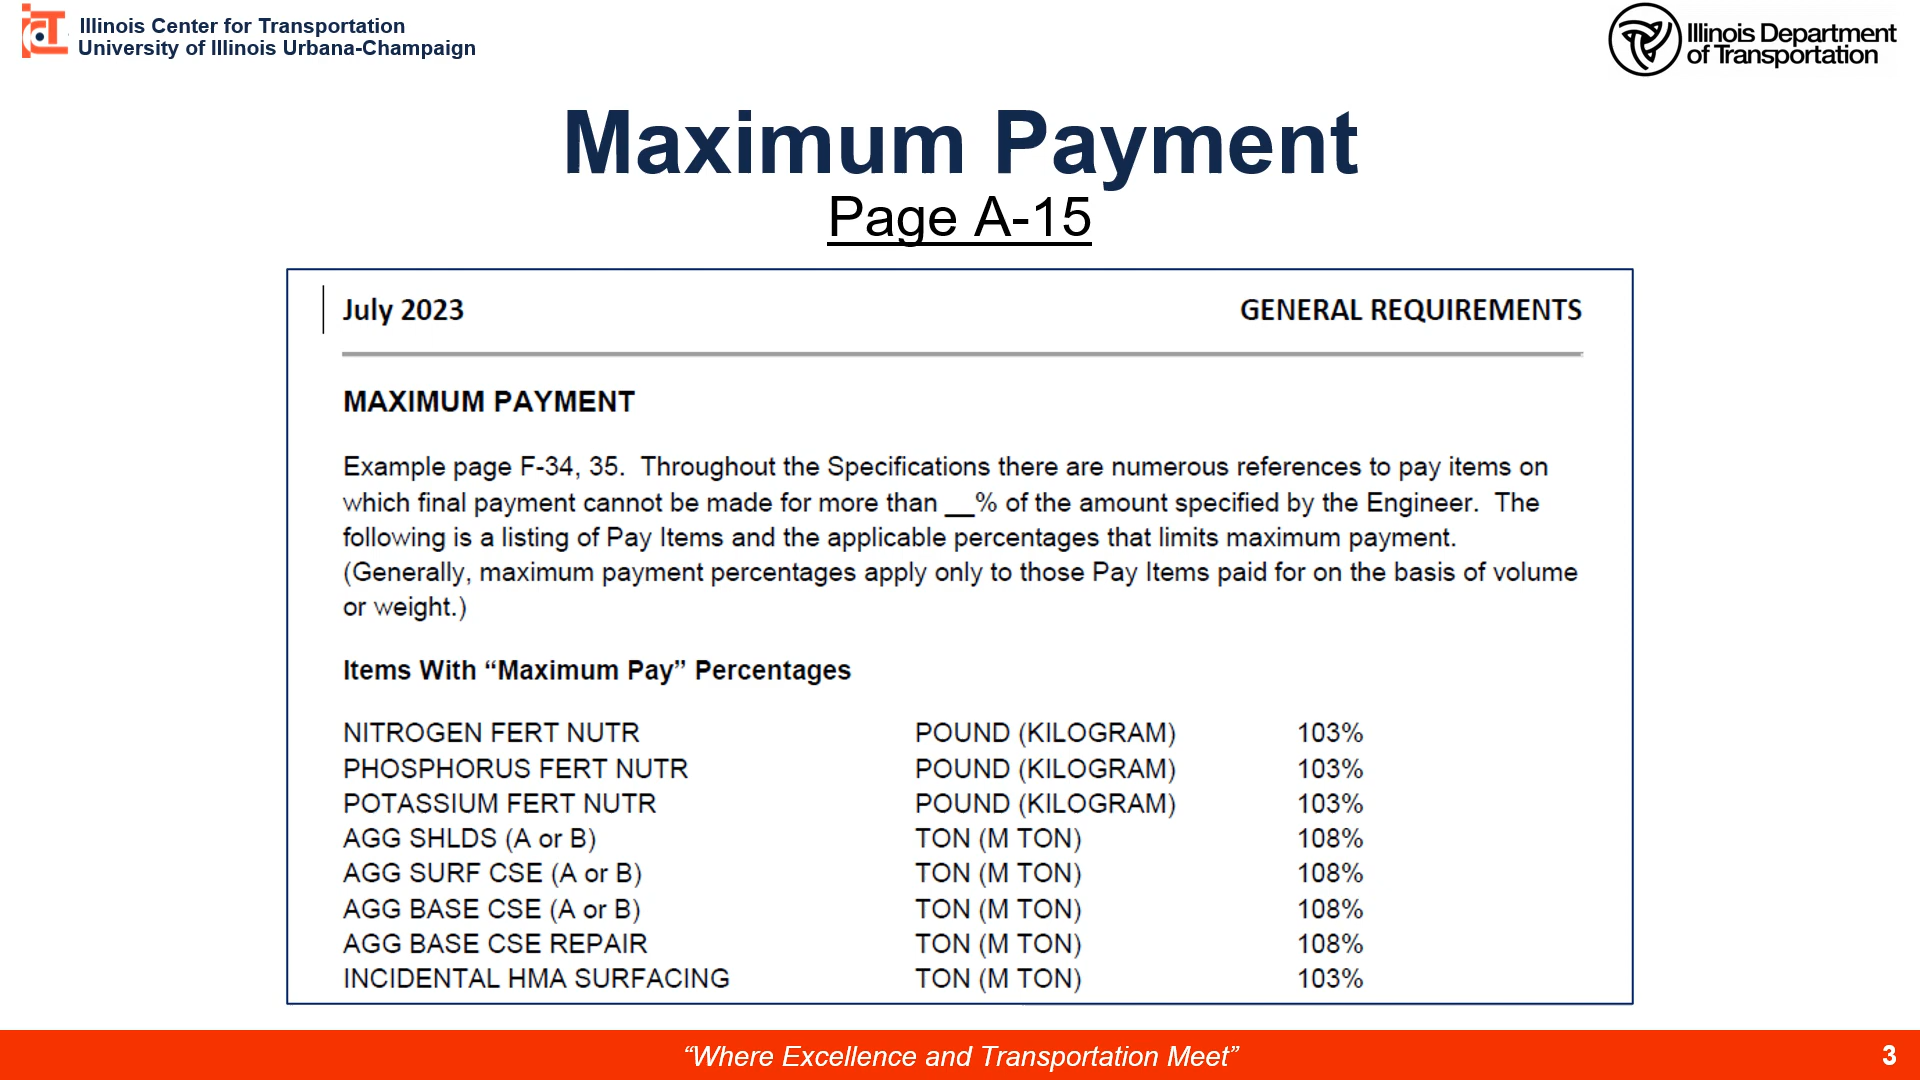 Illinois Center for Transportation
University of Illinois Urbana-Champaign
Illinois Department
of Transportation
Maximum Payment
Page A-15
July 2023 GENERAL REQUIREMENTS
MAXIMUM PAYMENT
Example page F-34, 35. Throughout the Specifications there are numerous references to pay items on
which final payment cannot be made for more than __% of the amount specified by the Engineer. The
following is a listing of Pay Items and the applicable percentages that limits maximum payment.
(Generally, maximum payment percentages apply only to those Pay Items paid for on the basis of volume
or weight.)
Items With “Maximum Pay” Percentages
NITROGEN FERT NUTR POUND (KILOGRAM) 103%
PHOSPHORUS FERT NUTR POUND (KILOGRAM) 103%
POTASSIUM FERT NUTR POUND (KILOGRAM) 103%
AGG SHLDS (A or B) TON (M TON) 108%
AGG SURF CSE (A or B) TON (M TON) 108%
AGG BASE CSE (A or B) TON (M TON) 108%
AGG BASE CSE REPAIR TON (M TON) 108%
INCIDENTAL HMA SURFACING TON (M TON) 103%
“Where Excellence and Transportation Meet” 3